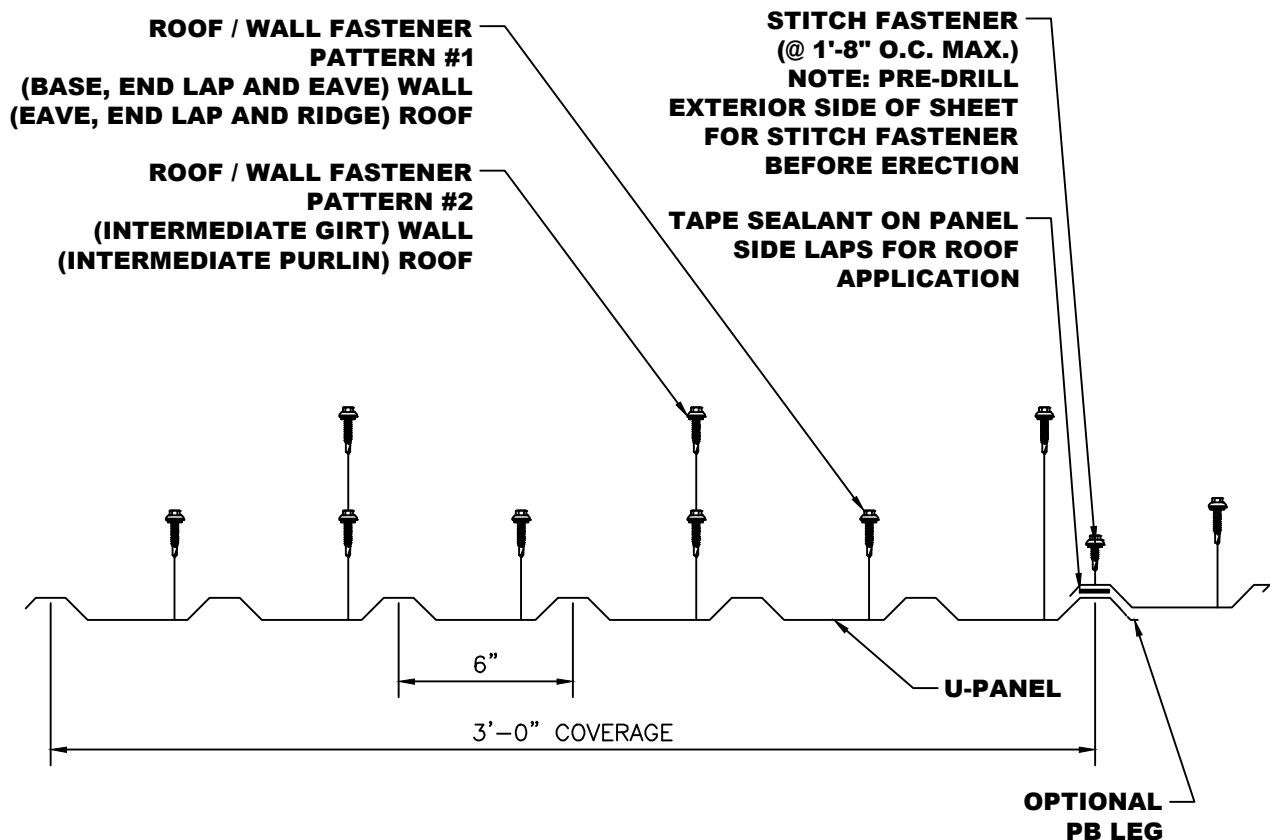 ROOF / WALL FASTENER
PATTERN #1
(BASE, END LAP AND EAVE) WALL
(EAVE, END LAP AND RIDGE) ROOF
ROOF / WALL FASTENER
PATTERN #2
(INTERMEDIATE GIRT) WALL
(INTERMEDIATE PURLIN) ROOF
STITCH FASTENER
(@ 1'-8" O.C. MAX.)
NOTE: PRE-DRILL
EXTERIOR SIDE OF SHEET
FOR STITCH FASTENER
BEFORE ERECTION
TAPE SEALANT ON PANEL
SIDE LAPS FOR ROOF
APPLICATION
6"
U-PANEL
3'-0" COVERAGE
OPTIONAL
PB LEG